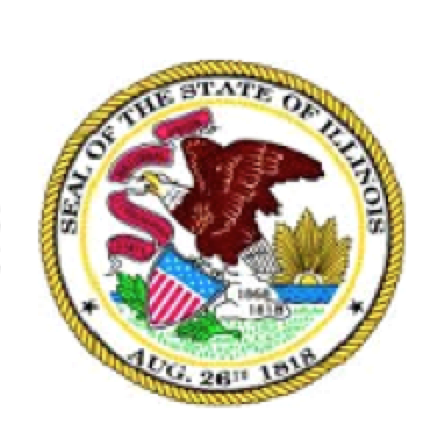 SEAL OF THE STATE OF ILLINOIS
1868
1818
AUG. 26TH 1818